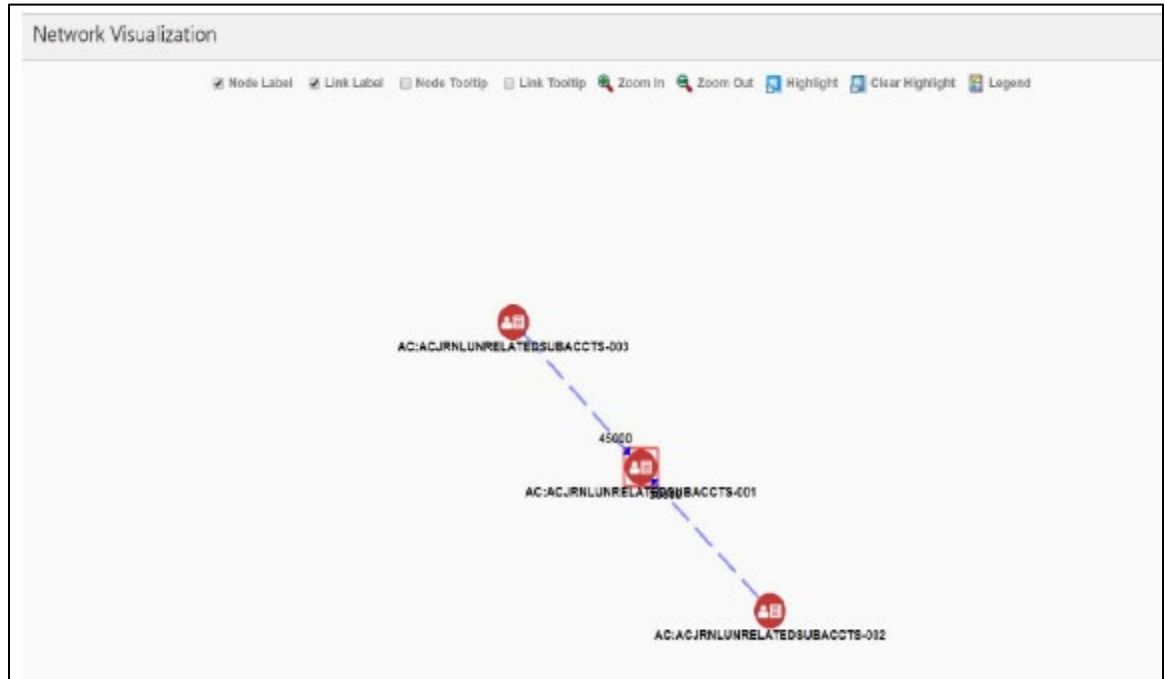 Network Visualization
Node Label Link Label Node Tooltip Link Tooltip Zoom In Zoom Out Highlight Clear Highlight Legend
AC:ACJRNLUNRELATEDSUBACCTS-003
45000
AC:ACJRNLUNRELATEDSUBACCTS-001
AC:ACJRNLUNRELATEDSUBACCTS-002